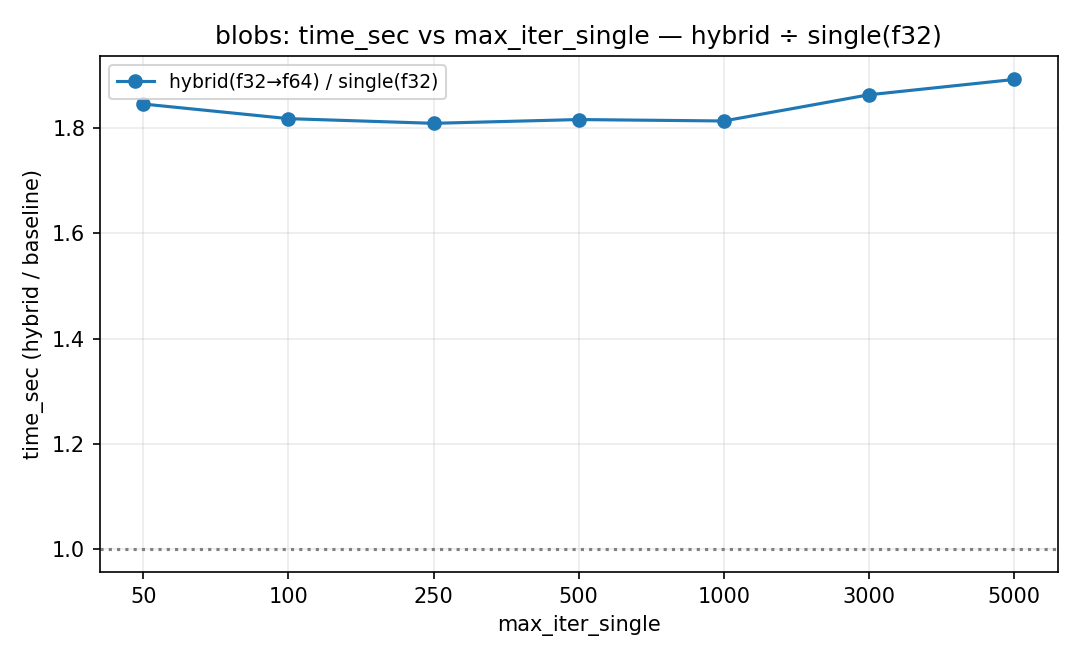 blobs: time_sec vs max_iter_single — hybrid ÷ single(f32)
hybrid(f32→f64) / single(f32)
time_sec (hybrid / baseline)
1.8
1.6
1.4
1.2
1.0
50 100 250 500 1000 3000 5000
max_iter_single